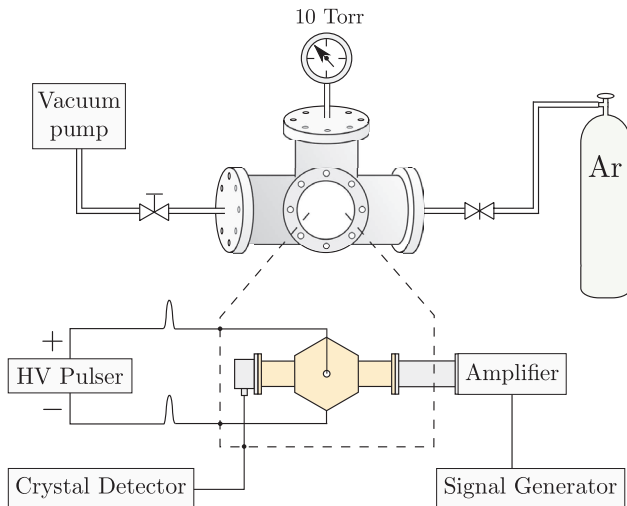 10 Torr
Vacuum
pump
Ar
+
HV Pulser
−
Amplifier
Crystal Detector
Signal Generator